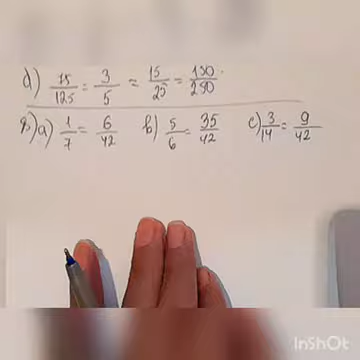 d) 75/125 = 3/5 = 15/25 = 150/250
8) a) 1/7 = 6/42 b) 5/6 = 35/42 c) 3/14 = 9/42
InShOt